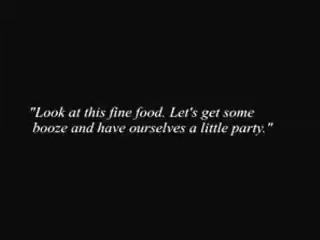 "Look at this fine food. Let's get some
booze and have ourselves a little party."